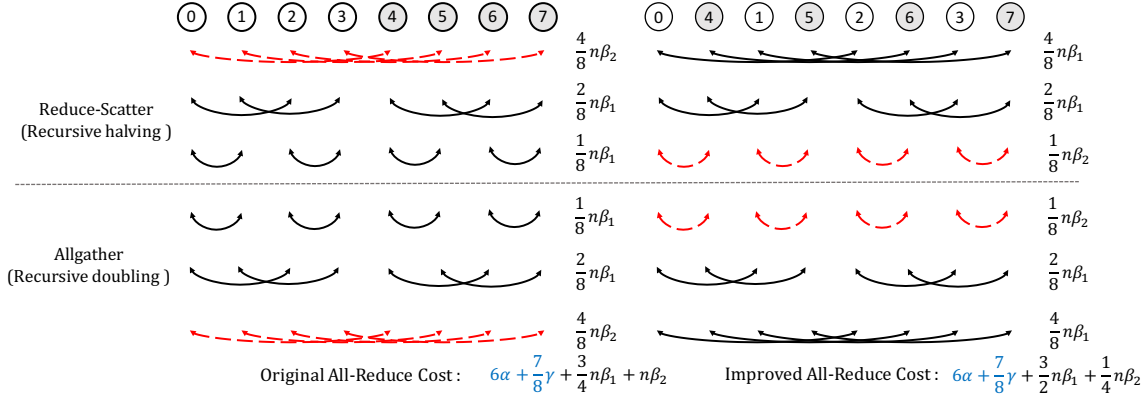 0 1 2 3 4 5 6 7 0 4 1 5 2 6 3 7
4/8 nβ₂ 4/8 nβ₁
Reduce-Scatter
(Recursive halving )
2/8 nβ₁ 2/8 nβ₁
1/8 nβ₁ 1/8 nβ₂
1/8 nβ₁ 1/8 nβ₂
Allgather
(Recursive doubling )
2/8 nβ₁ 2/8 nβ₁
4/8 nβ₂ 4/8 nβ₁
Original All-Reduce Cost : 6α + 7/8 γ + 3/4 nβ₁ + nβ₂ Improved All-Reduce Cost : 6α + 7/8 γ + 3/2 nβ₁ + 1/4 nβ₂